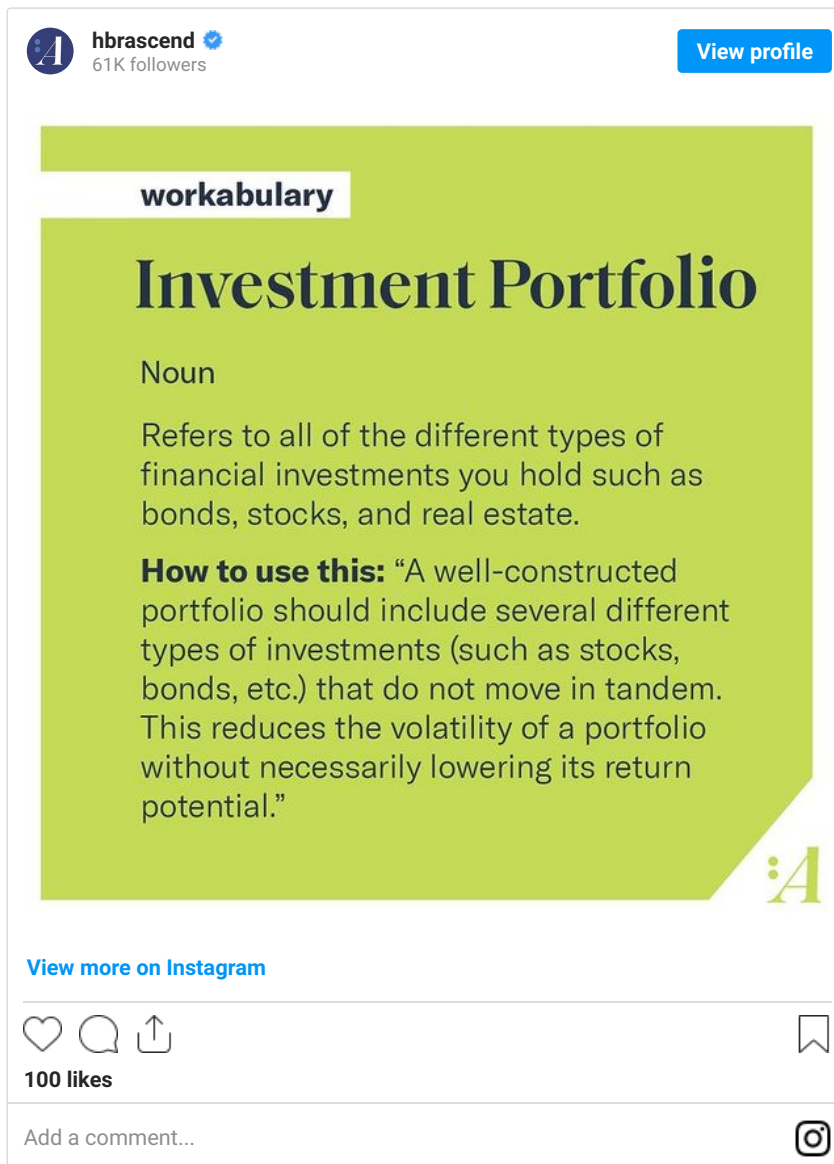 hbrascend
61K followers
View profile
workabulary
Investment Portfolio
Noun
Refers to all of the different types of
financial investments you hold such as
bonds, stocks, and real estate.
How to use this: “A well-constructed
portfolio should include several different
types of investments (such as stocks,
bonds, etc.) that do not move in tandem.
This reduces the volatility of a portfolio
without necessarily lowering its return
potential.”
:A
View more on Instagram
100 likes
Add a comment...